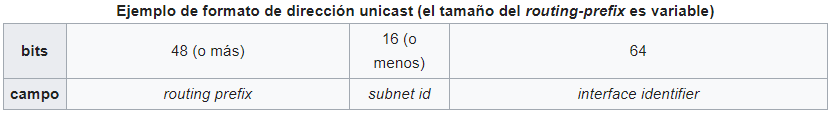 Ejemplo de formato de dirección unicast (el tamaño del routing-prefix es variable)
bits 48 (o más) 16 (o menos) 64
campo routing prefix subnet id interface identifier